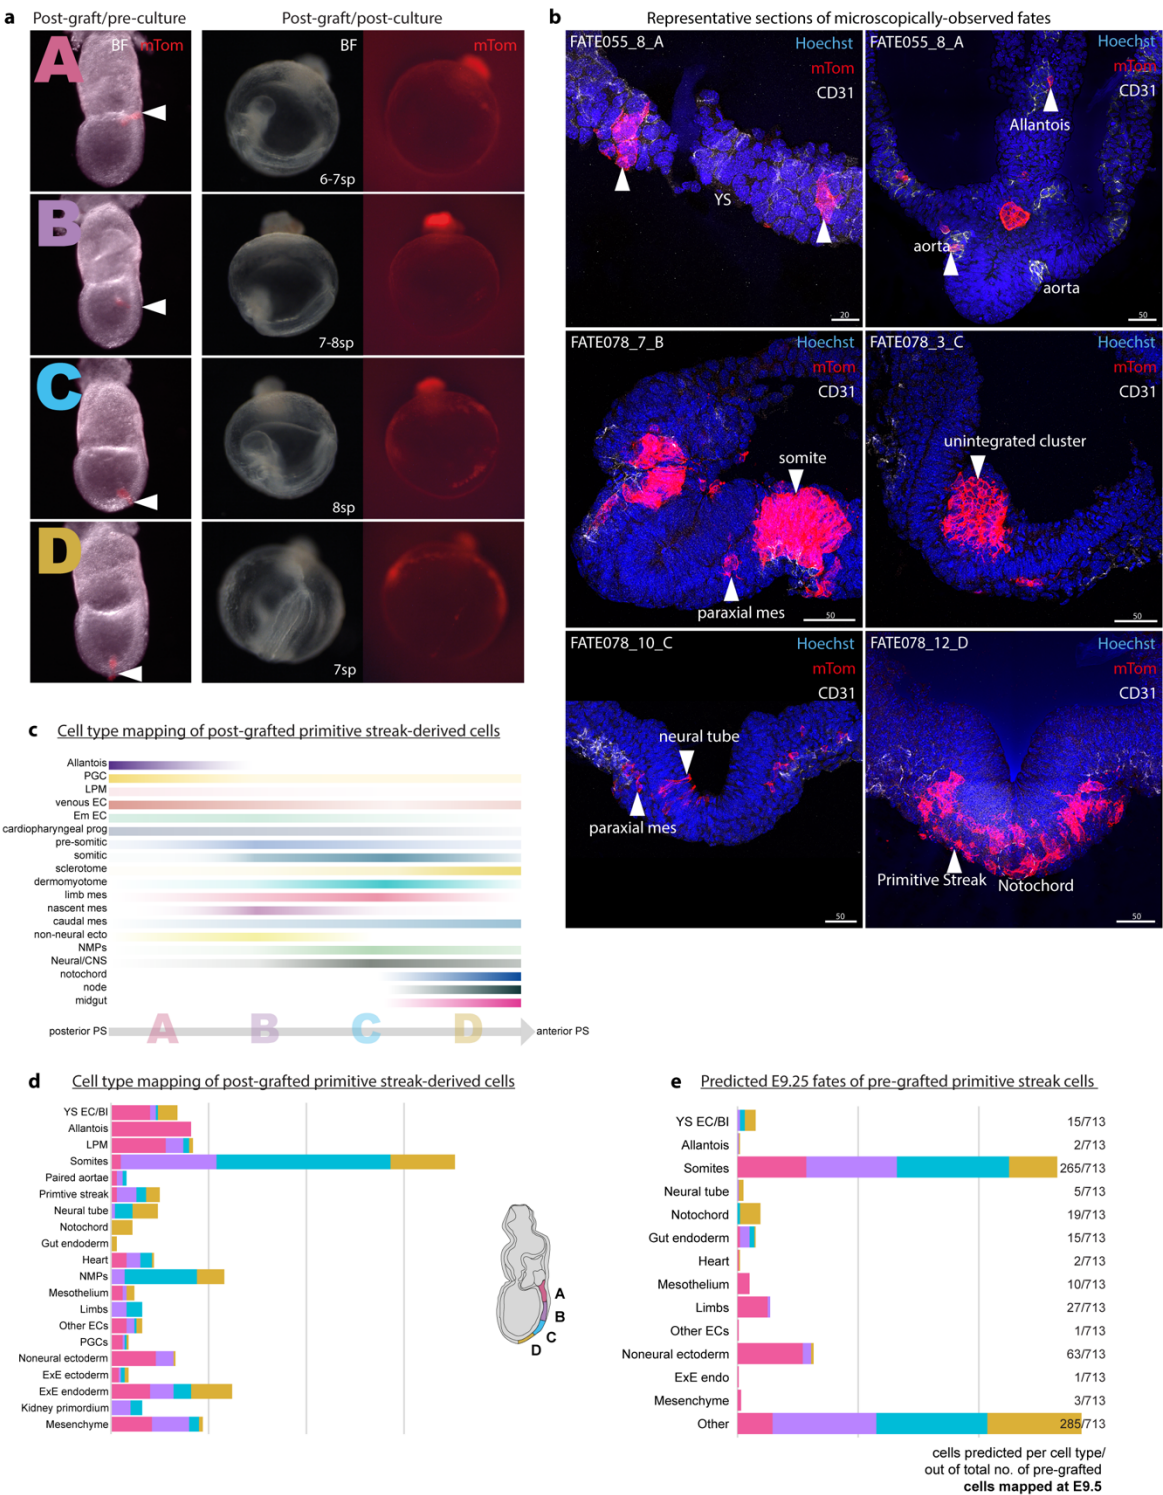 a
Post-graft/pre-culture
Post-graft/post-culture
A
BF
mTom
BF
mTom
6-7sp
B
7-8sp
C
8sp
D
7sp
b
Representative sections of microscopically-observed fates
FATE055_8_A
Hoechst
mTom
CD31
YS
20
FATE055_8_A
Hoechst
mTom
CD31
Allantois
aorta
aorta
50
FATE078_7_B
Hoechst
mTom
CD31
somite
paraxial mes
50
FATE078_3_C
Hoechst
mTom
CD31
unintegrated cluster
50
FATE078_10_C
Hoechst
mTom
CD31
neural tube
paraxial mes
50
FATE078_12_D
Hoechst
mTom
CD31
Primitive Streak
Notochord
50
c
Cell type mapping of post-grafted primitive streak-derived cells
Allantois
PGC
LPM
venous EC
Em EC
cardiopharyngeal prog
pre-somitic
somitic
sclerotome
dermomyotome
limb mes
nascent mes
caudal mes
non-neural ecto
NMPs
Neural/CNS
notochord
node
midgut
posterior PS
A
B
C
D
anterior PS
d
Cell type mapping of post-grafted primitive streak-derived cells
YS EC/BI
Allantois
LPM
Somites
Paired aortae
Primtive streak
Neural tube
Notochord
Gut endoderm
Heart
NMPs
Mesothelium
Limbs
Other ECs
PGCs
Noneural ectoderm
ExE ectoderm
ExE endoderm
Kidney primordium
Mesenchyme
A
B
C
D
e
Predicted E9.25 fates of pre-grafted primitive streak cells
YS EC/BI 15/713
Allantois 2/713
Somites 265/713
Neural tube 5/713
Notochord 19/713
Gut endoderm 15/713
Heart 2/713
Mesothelium 10/713
Limbs 27/713
Other ECs 1/713
Noneural ectoderm 63/713
ExE endo 1/713
Mesenchyme 3/713
Other 285/713
cells predicted per cell type/
out of total no. of pre-grafted
cells mapped at E9.5